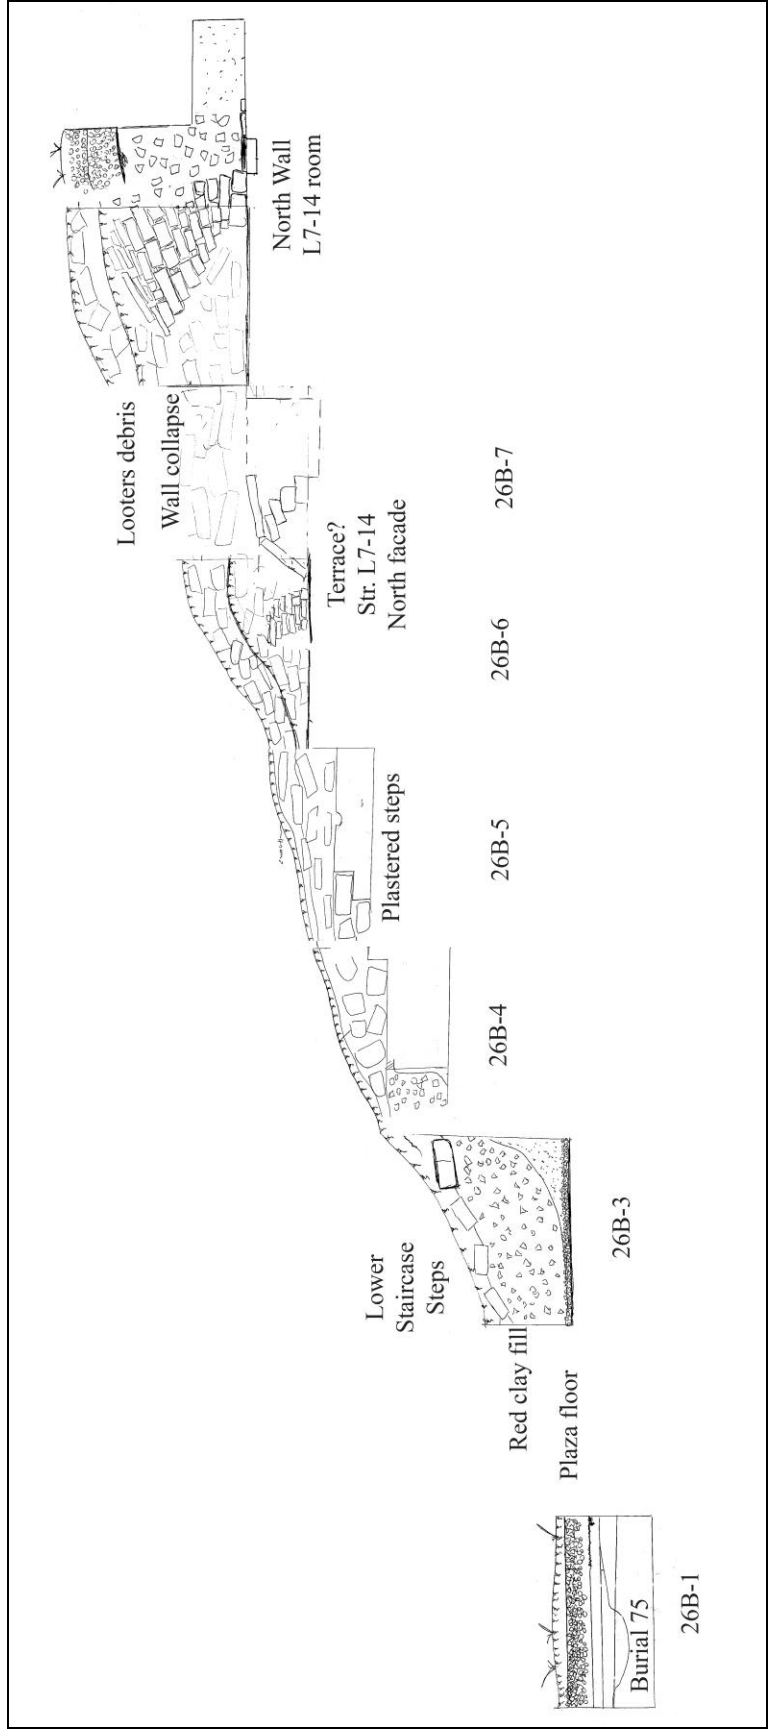 North Wall
L7-14 room
Looters debris
Wall collapse
Terrace?
Str. L7-14
North facade
26B-7
26B-6
Plastered steps
26B-5
26B-4
Lower
Staircase
Steps
26B-3
Red clay fill
Plaza floor
Burial 75
26B-1